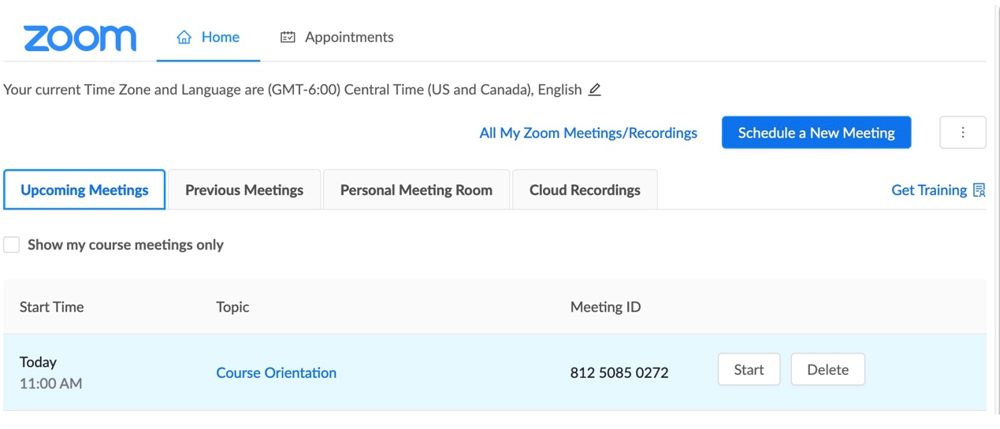 zoom Home Appointments
Your current Time Zone and Language are (GMT-6:00) Central Time (US and Canada), English
All My Zoom Meetings/Recordings Schedule a New Meeting
Upcoming Meetings Previous Meetings Personal Meeting Room Cloud Recordings Get Training
Show my course meetings only
Start Time Topic Meeting ID
Today
11:00 AM Course Orientation 812 5085 0272 Start Delete